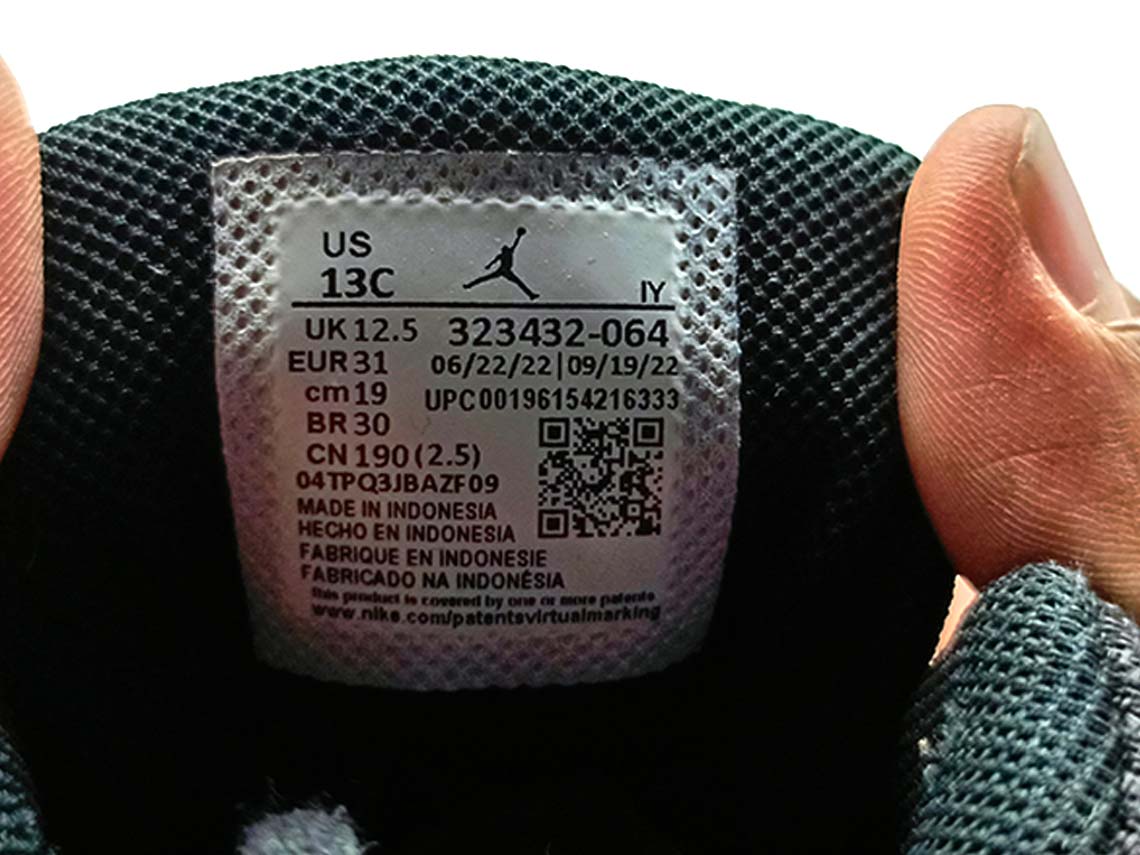 US
13C
IY
UK 12.5 323432-064
EUR 31 06/22/22|09/19/22
cm 19 UPC00196154216333
BR 30
CN 190 (2.5)
04TPQ3JBAZF09
MADE IN INDONESIA
HECHO EN INDONESIA
FABRIQUE EN INDONESIE
FABRICADO NA INDONÉSIA
this product is covered by one or more patents
www.nike.com/patentsvirtualmarking